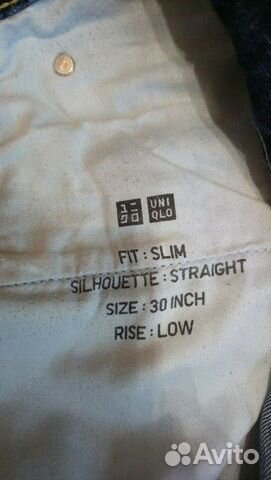 ユニ
クロ
UNI
QLO
FIT : SLIM
SILHOUETTE : STRAIGHT
SIZE : 30 INCH
RISE : LOW
Avito